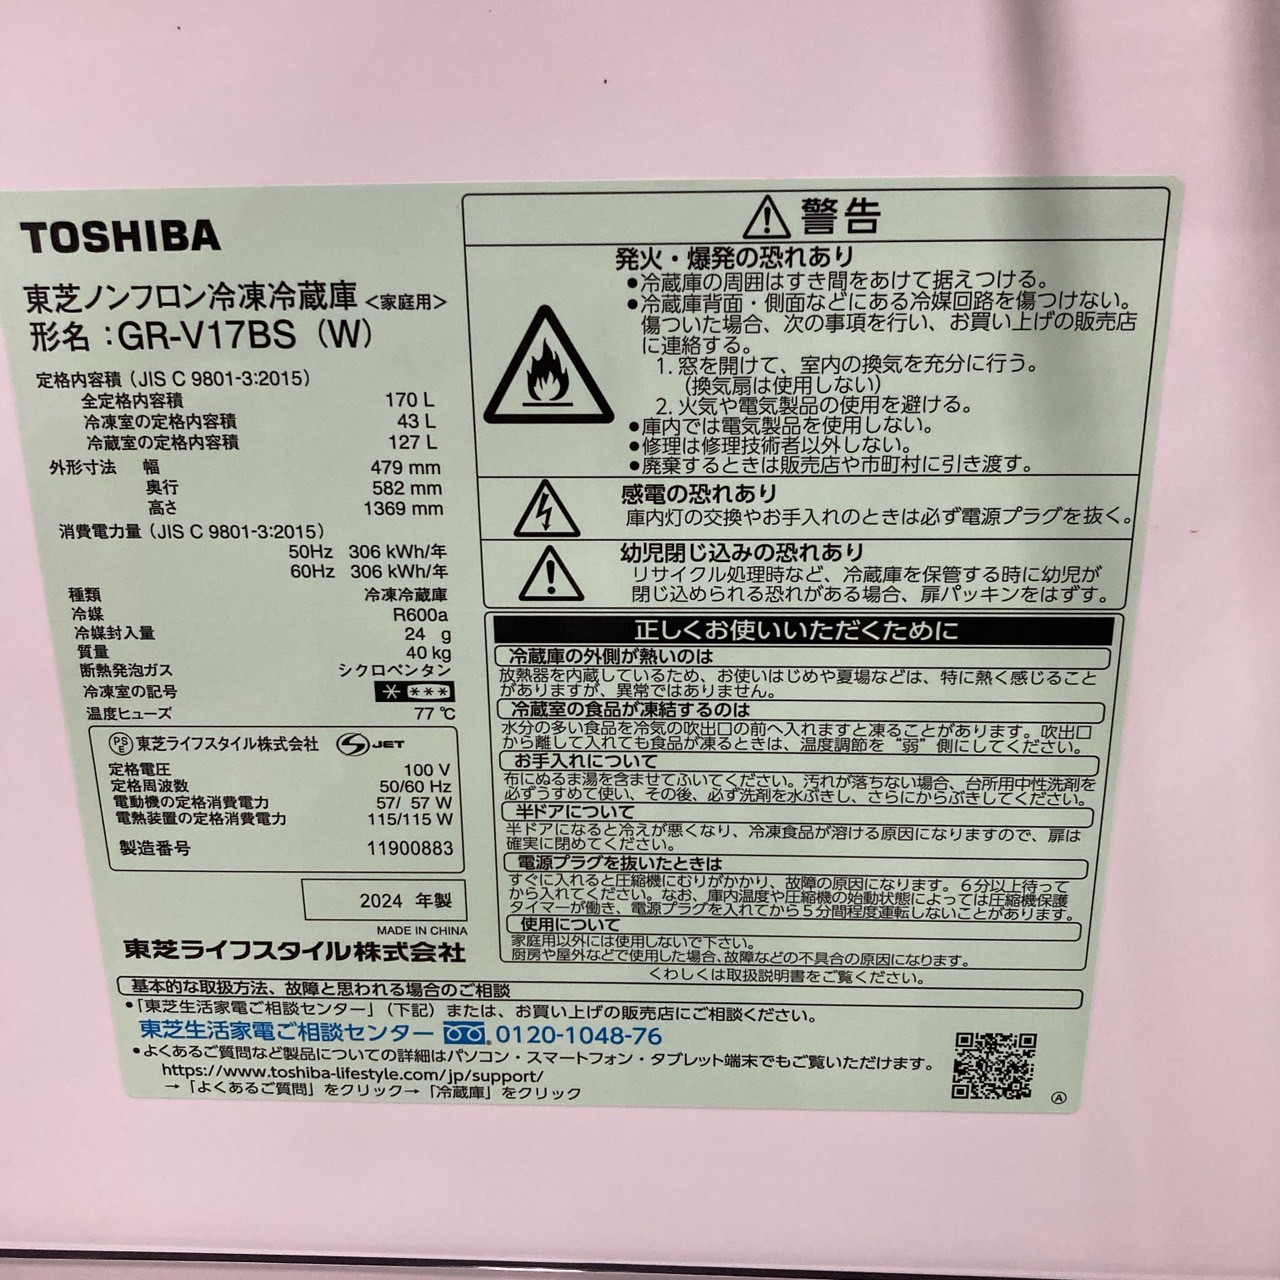 TOSHIBA
東芝ノンフロン冷凍冷蔵庫 <家庭用>
形名：GR-V17BS (W)
定格内容積 (JIS C 9801-3:2015)
全定格内容積 170 L
冷凍室の定格内容積 43 L
冷蔵室の定格内容積 127 L
外形寸法 幅 479 mm
奥行 582 mm
高さ 1369 mm
消費電力量 (JIS C 9801-3:2015)
50Hz 306 kWh/年
60Hz 306 kWh/年
種類 冷凍冷蔵庫
冷媒 R600a
冷媒封入量 24 g
質量 40 kg
断熱発泡ガス シクロペンタン
冷凍室の記号 * ***
温度ヒューズ 77 ℃
PSE 東芝ライフスタイル株式会社 JET
定格電圧 100 V
定格周波数 50/60 Hz
電動機の定格消費電力 57/ 57 W
電熱装置の定格消費電力 115/115 W
製造番号 11900883
2024 年製
MADE IN CHINA
東芝ライフスタイル株式会社
警告
発火・爆発の恐れあり
●冷蔵庫の周囲はすき間をあけて据えつける。
●冷蔵庫背面・側面などにある冷媒回路を傷つけない。
傷ついた場合、次の事項を行い、お買い上げの販売店
に連絡する。
1. 窓を開けて、室内の換気を充分に行う。
(換気扇は使用しない)
2. 火気や電気製品の使用を避ける。
●庫内では電気製品を使用しない。
●修理は修理技術者以外しない。
●廃棄するときは販売店や市町村に引き渡す。
感電の恐れあり
庫内灯の交換やお手入れのときは必ず電源プラグを抜く。
幼児閉じ込みの恐れあり
リサイクル処理時など、冷蔵庫を保管する時に幼児が
閉じ込められる恐れがある場合、扉パッキンをはずす。
正しくお使いいただくために
冷蔵庫の外側が熱いのは
放熱器を内蔵しているため、お使いはじめや夏場などは、特に熱く感じること
がありますが、異常ではありません。
冷蔵室の食品が凍結するのは
水分の多い食品を冷気の吹出口の前へ入れますと凍ることがあります。吹出口
から離して入れても食品が凍るときは、温度調節を“弱”側にしてください。
お手入れについて
布にぬるま湯を含ませてふいてください。汚れが落ちない場合、台所用中性洗剤を
必ずうすめて使い、その後、必ず洗剤を水ぶきし、さらにからぶきしてください。
半ドアについて
半ドアになると冷えが悪くなり、冷凍食品が溶ける原因になりますので、扉は
確実に閉めてください。
電源プラグを抜いたときは
すぐに入れると圧縮機にむりがかかり、故障の原因になります。6分以上待って
から入れてください。なお、庫内温度や圧縮機の始動状態によっては圧縮機保護
タイマーが働き、電源プラグを入れてから5分間程度運転しないことがあります。
使用について
家庭用以外には使用しないで下さい。
厨房や屋外などで使用した場合、故障などの不具合の原因になります。
くわしくは取扱説明書をご覧ください。
基本的な取扱方法、故障と思われる場合のご相談
●「東芝生活家電ご相談センター」(下記) または、お買い上げの販売店にご相談ください。
東芝生活家電ご相談センター 0120-1048-76
●よくあるご質問など製品についての詳細はパソコン・スマートフォン・タブレット端末でもご覧いただけます。
https://www.toshiba-lifestyle.com/jp/support/
→「よくあるご質問」をクリック→「冷蔵庫」をクリック
Ⓐ